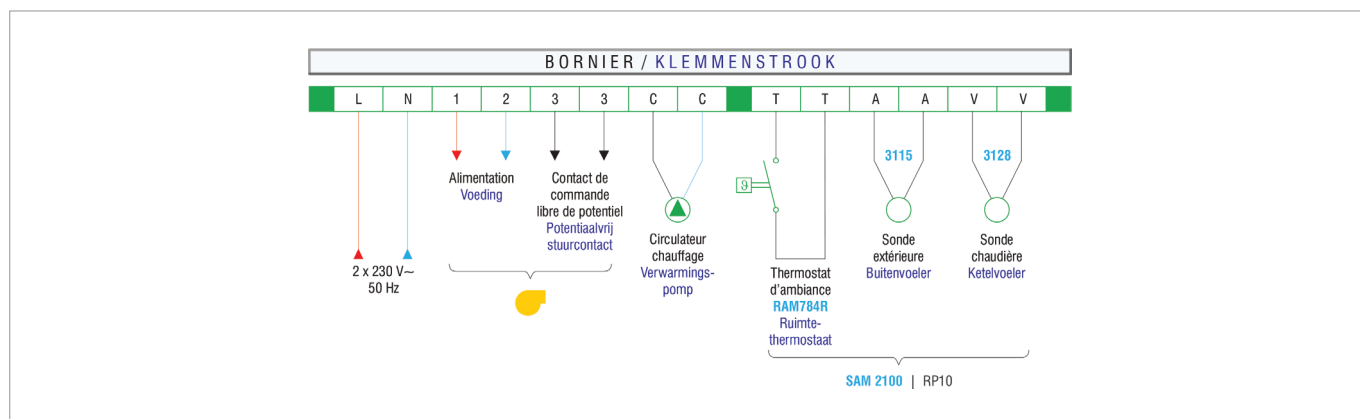 BORNIER / KLEMMENSTROOK
L N 1 2 3 3 C C T T A A V V
2 x 230 V~
50 Hz
Alimentation
Voeding
Contact de
commande
libre de potentiel
Potentiaalvrij
stuurcontact
Circulateur
chauffage
Verwarmings-
pomp
ϑ
Thermostat
d'ambiance
RAM784R
Ruimte-
thermostaat
3115
Sonde
extérieure
Buitenvoeler
3128
Sonde
chaudière
Ketelvoeler
SAM 2100 | RP10